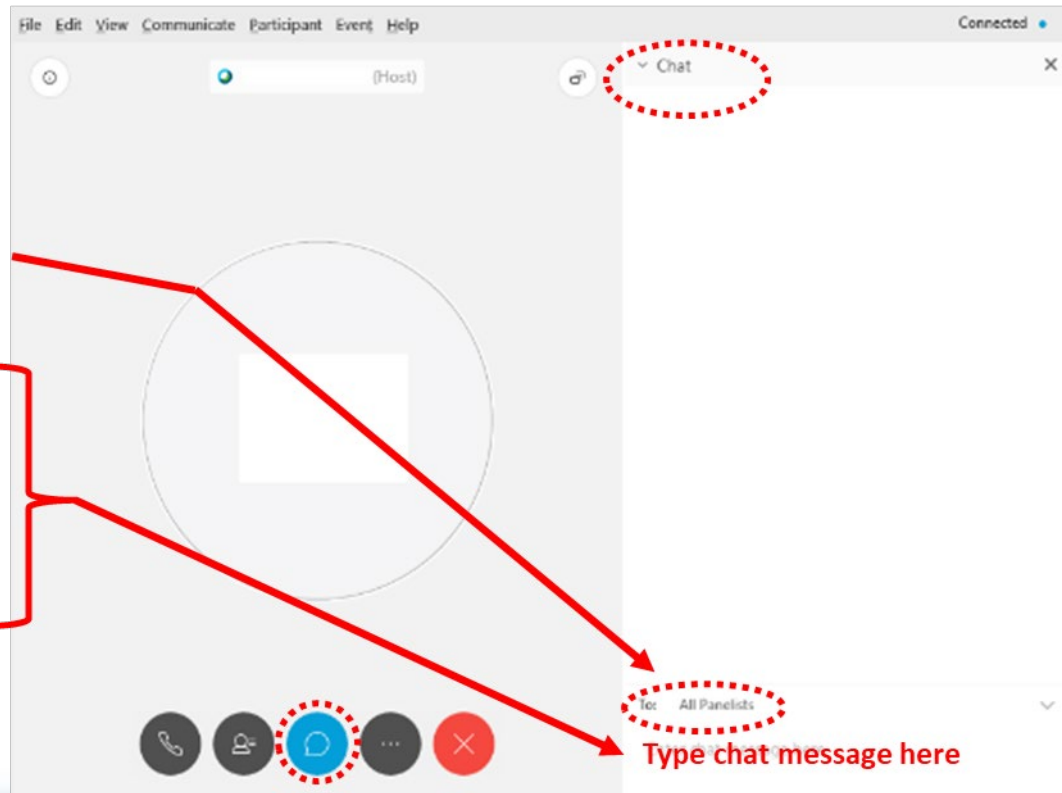 File Edit View Communicate Participant Event Help
Connected
(Host)
Chat
To: All Panelists
Type chat message here